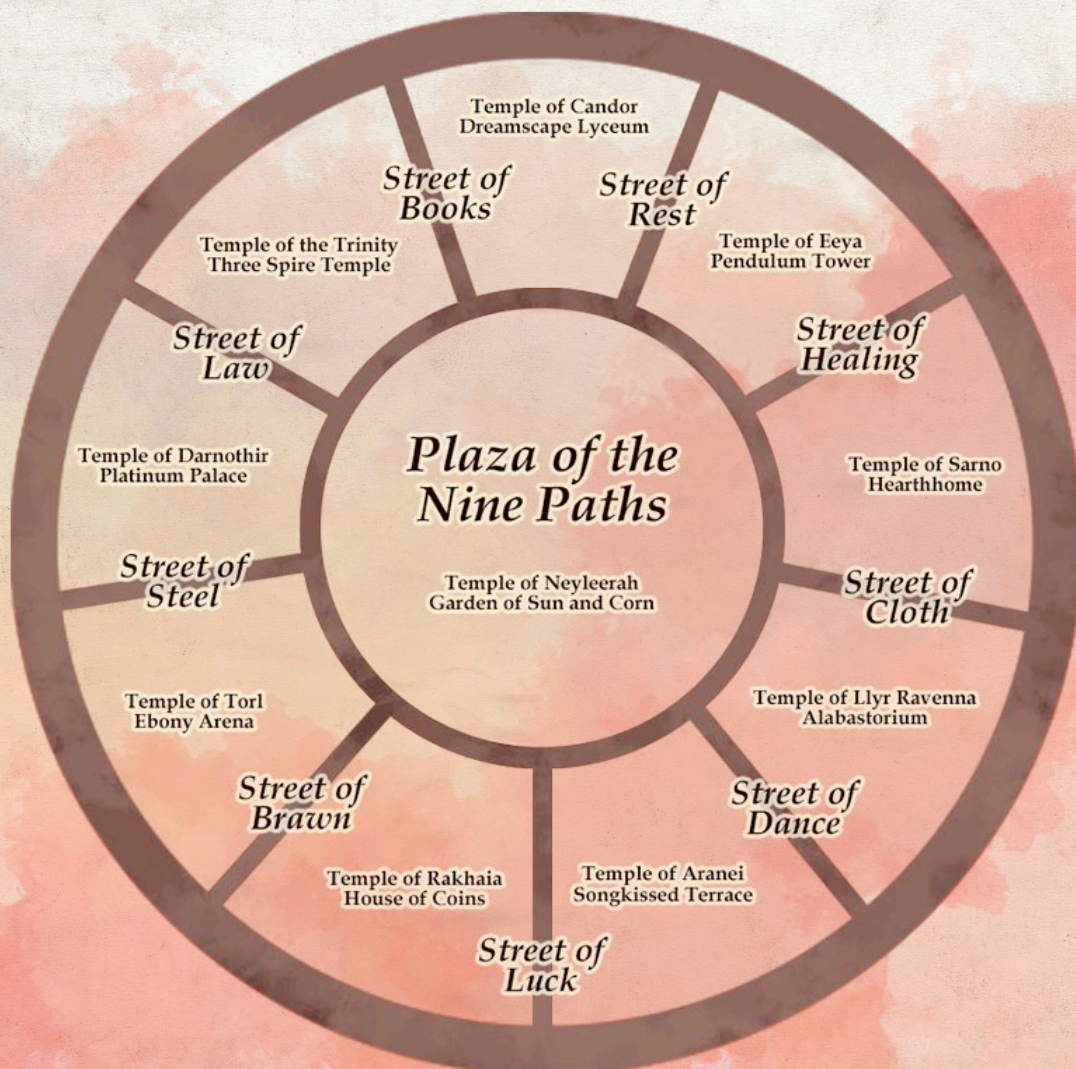 Temple of Candor
Dreamscape Lyceum
Street of
Books
Street of
Rest
Temple of the Trinity
Three Spire Temple
Temple of Eeya
Pendulum Tower
Street of
Law
Street of
Healing
Plaza of the
Nine Paths
Temple of Darnothir
Platinum Palace
Temple of Sarno
Hearthhome
Street of
Steel
Temple of Neyleerah
Garden of Sun and Corn
Street of
Cloth
Temple of Torl
Ebony Arena
Temple of Llyr Ravenna
Alabastorium
Street of
Brawn
Street of
Dance
Temple of Rakhaia
House of Coins
Temple of Aranei
Songkissed Terrace
Street of
Luck